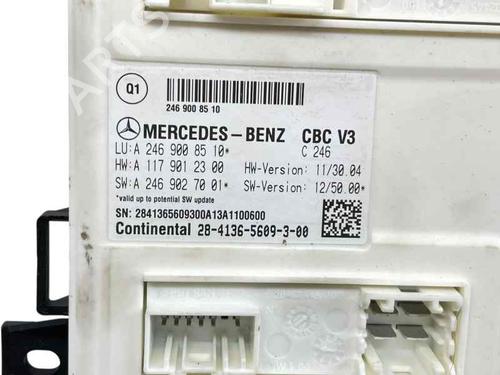 Q1
246 900 85 10
MERCEDES-BENZ CBC V3
LU:A 246 900 85 10* C 246
HW:A 117 901 23 00 HW-Version: 11/30.04
SW:A 246 902 70 01* SW-Version: 12/50.00*
*valid up to potential SW update
SN: 2841365609300A13A1100600
Continental 28-4136-5609-3-00